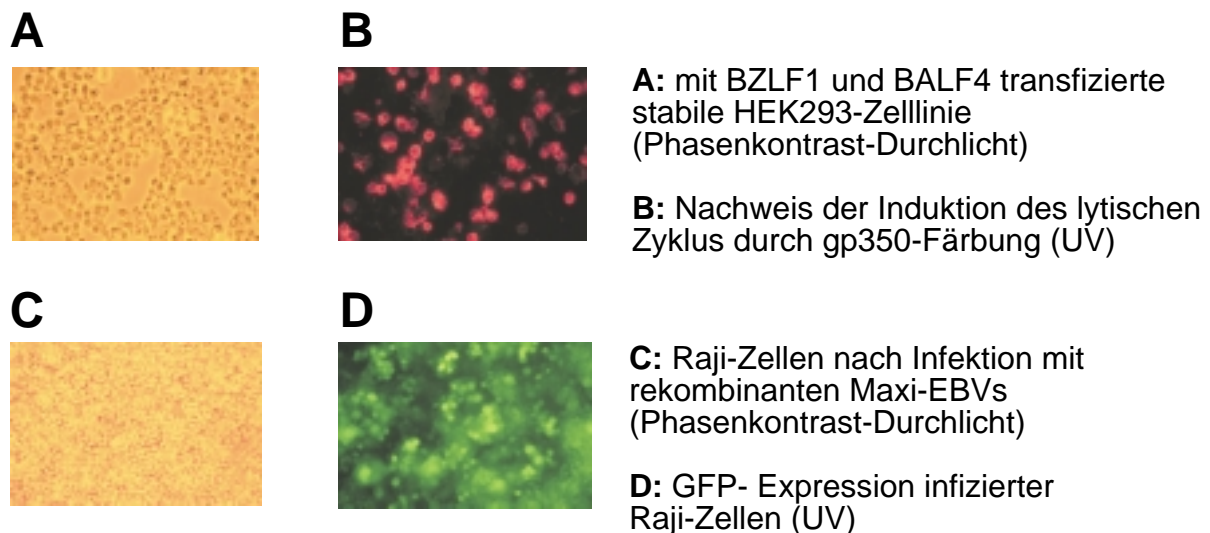 A
B
A: mit BZLF1 und BALF4 transfizierte
stabile HEK293-Zelllinie
(Phasenkontrast-Durchlicht)
B: Nachweis der Induktion des lytischen
Zyklus durch gp350-Färbung (UV)
C
D
C: Raji-Zellen nach Infektion mit
rekombinanten Maxi-EBVs
(Phasenkontrast-Durchlicht)
D: GFP- Expression infizierter
Raji-Zellen (UV)